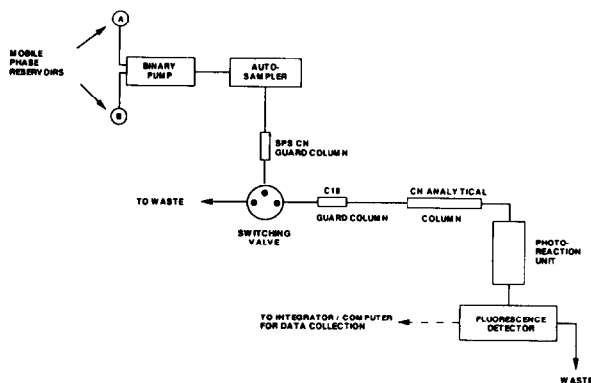 A
MOBILE
PHASE
RESERVOIRS
BINARY
PUMP
AUTO-
SAMPLER
B
SPS CN
GUARD COLUMN
TO WASTE
SWITCHING
VALVE
C18
GUARD COLUMN
CN ANALYTICAL
COLUMN
PHOTO-
REACTION
UNIT
TO INTEGRATOR / COMPUTER
FOR DATA COLLECTION
FLUORESCENCE
DETECTOR
WASTE